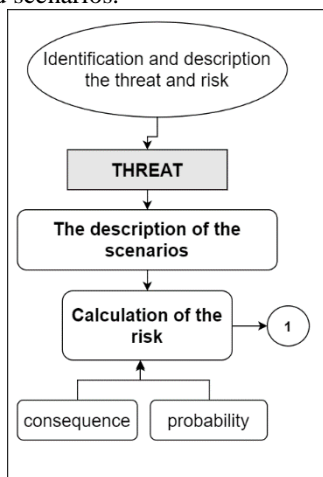 d scenarios.
Identification and description
the threat and risk
THREAT
The description of the
scenarios
Calculation of the
risk
1
consequence
probability